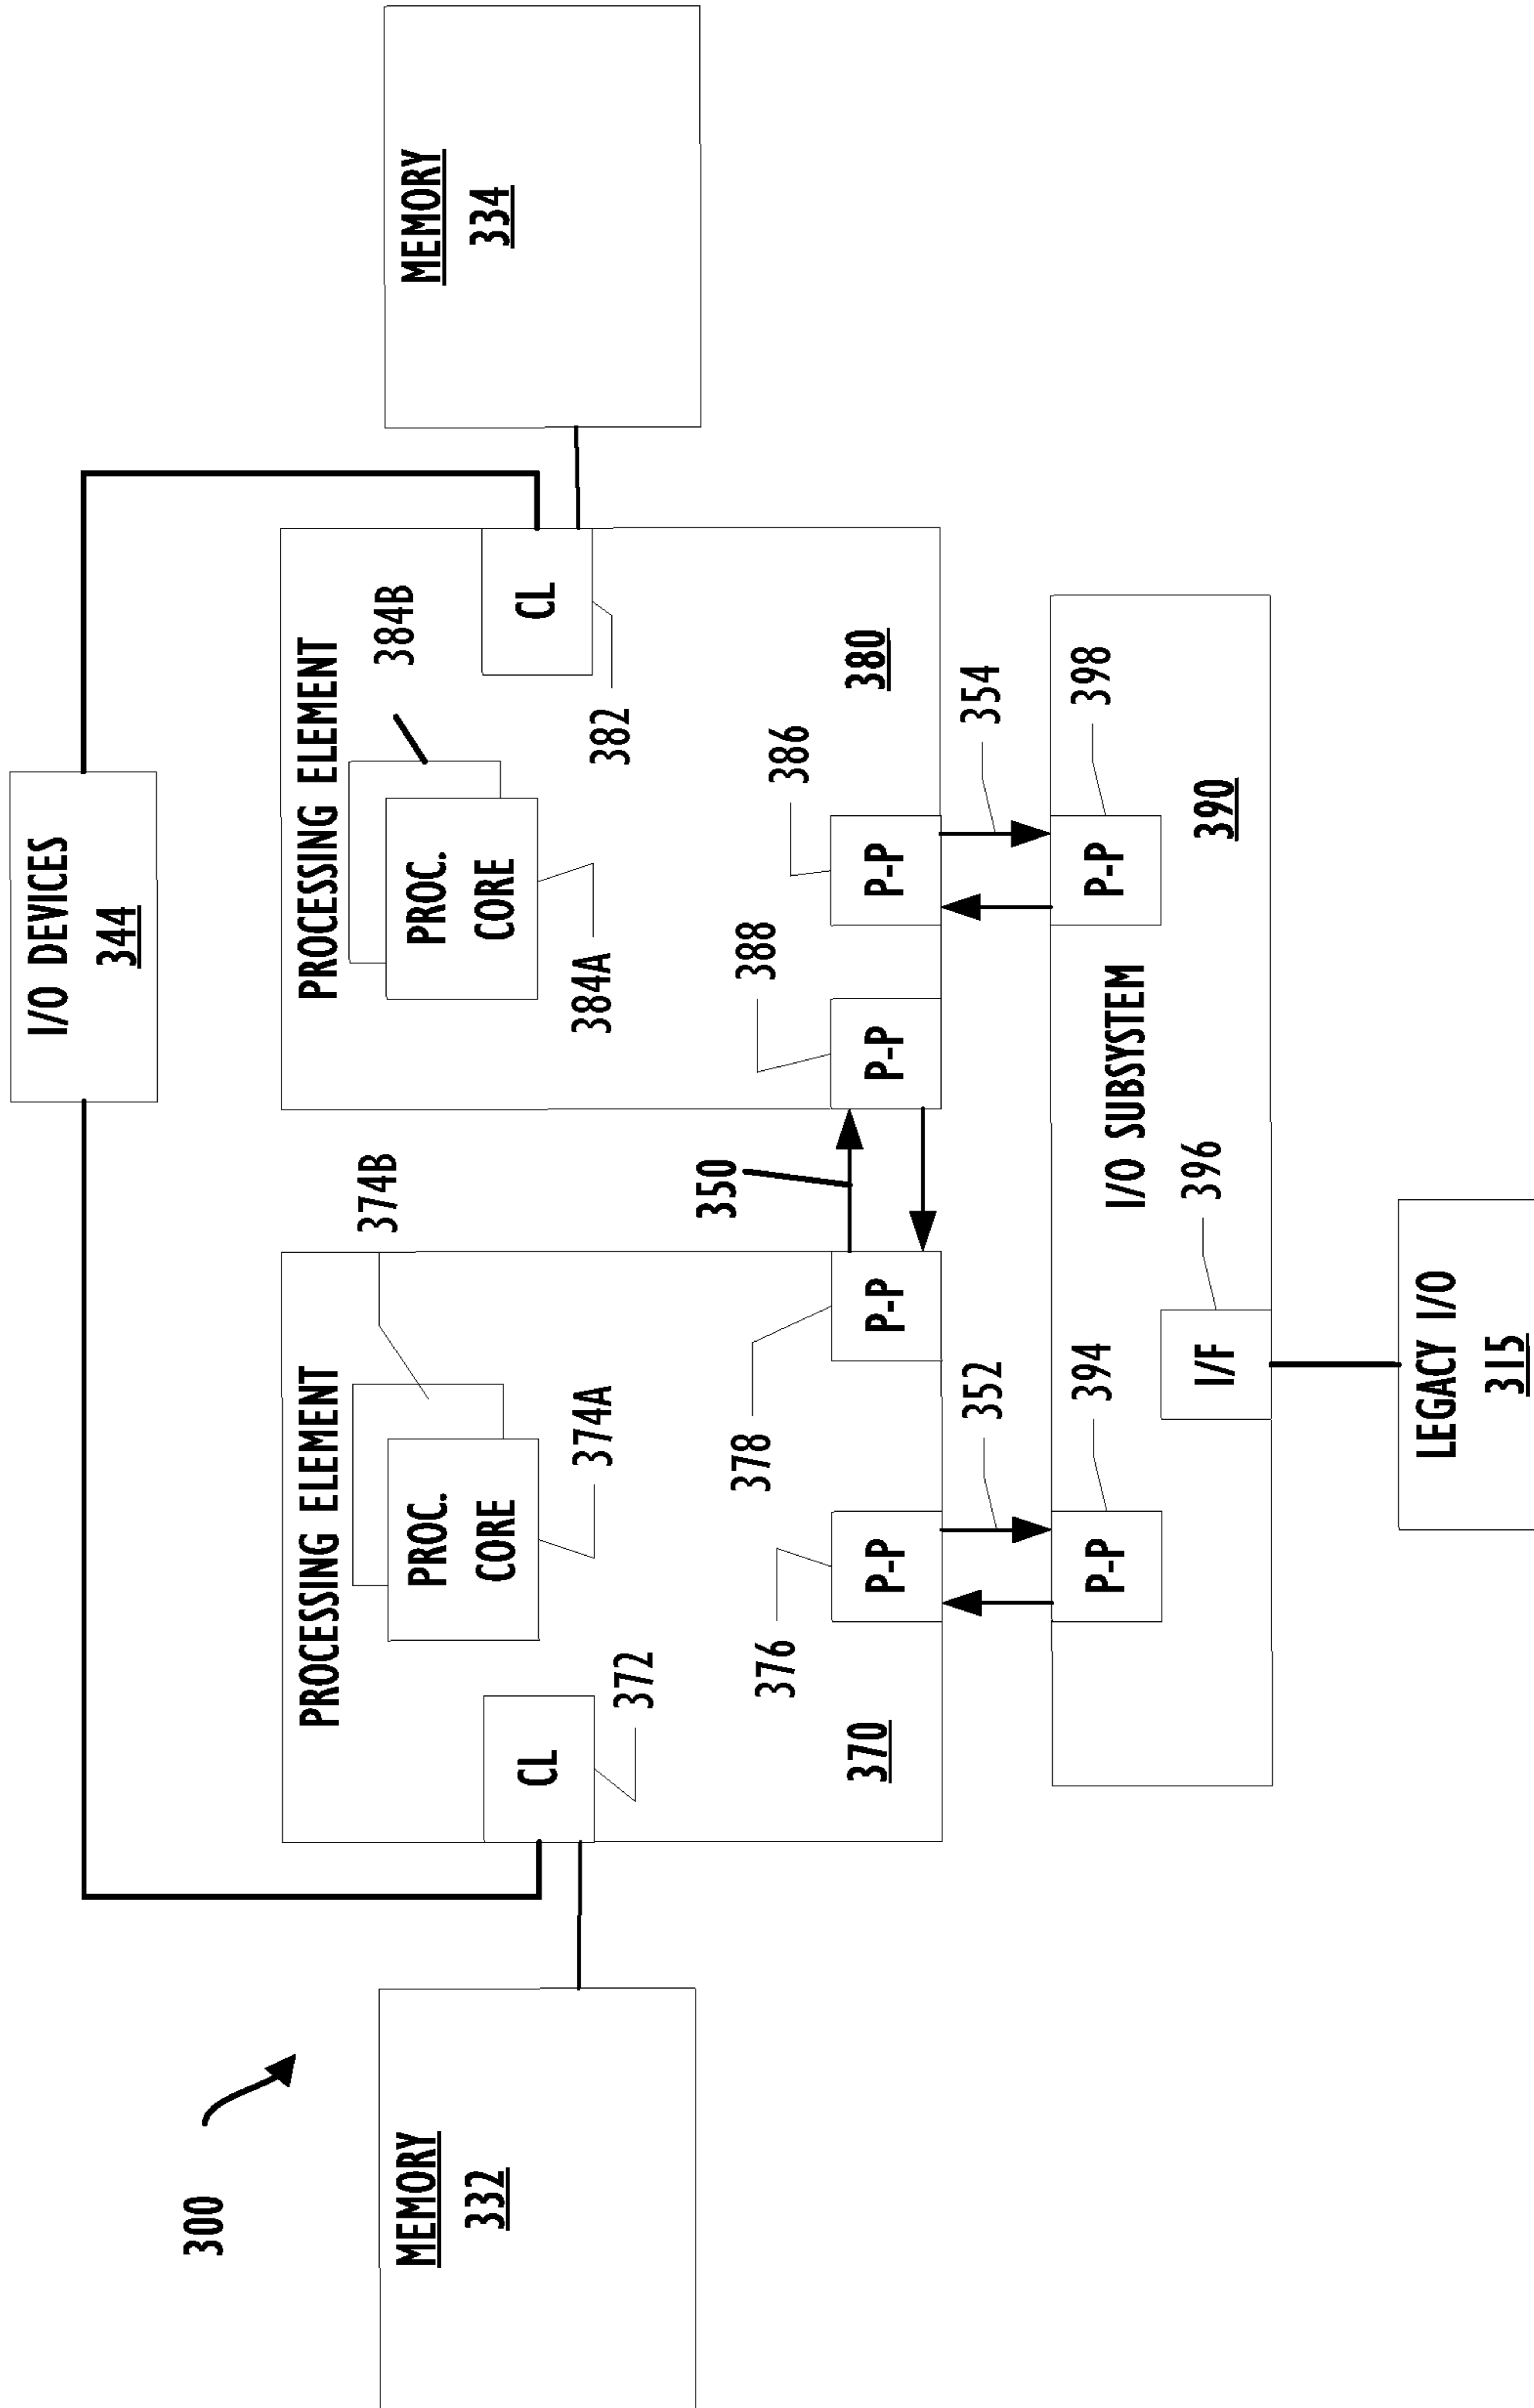 300
I/O DEVICES
344
MEMORY
332
PROCESSING ELEMENT
374B
PROC.
CORE
374A
CL
372
376
P-P
378
P-P
370
350
PROCESSING ELEMENT
384B
PROC.
CORE
384A
CL
382
388
P-P
386
P-P
380
MEMORY
334
352
354
P-P
394
P-P
398
I/O SUBSYSTEM
390
I/F
396
LEGACY I/O
315